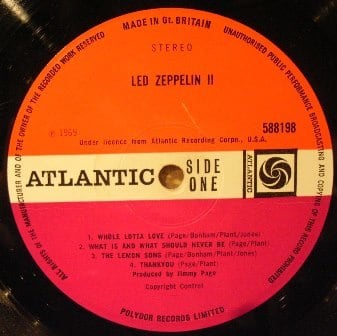 MADE IN Gt. BRITAIN
ALL RIGHTS OF THE MANUFACTURER AND OF THE OWNER OF THE RECORDED WORK RESERVED
UNAUTHORISED PUBLIC PERFORMANCE BROADCASTING AND COPYING OF THIS RECORD PROHIBITED
STEREO
LED ZEPPELIN II
℗ 1969
588198
Under licence from Atlantic Recording Corpn., U.S.A.
ATLANTIC
SIDE
ONE
ATLANTIC
1. WHOLE LOTTA LOVE (Page/Bonham/Plant/Jones)
2. WHAT IS AND WHAT SHOULD NEVER BE (Page/Plant)
3. THE LEMON SONG (Page/Bonham/Plant/Jones)
4. THANKYOU (Page/Plant)
Produced by Jimmy Page
Copyright Control
POLYDOR RECORDS LIMITED